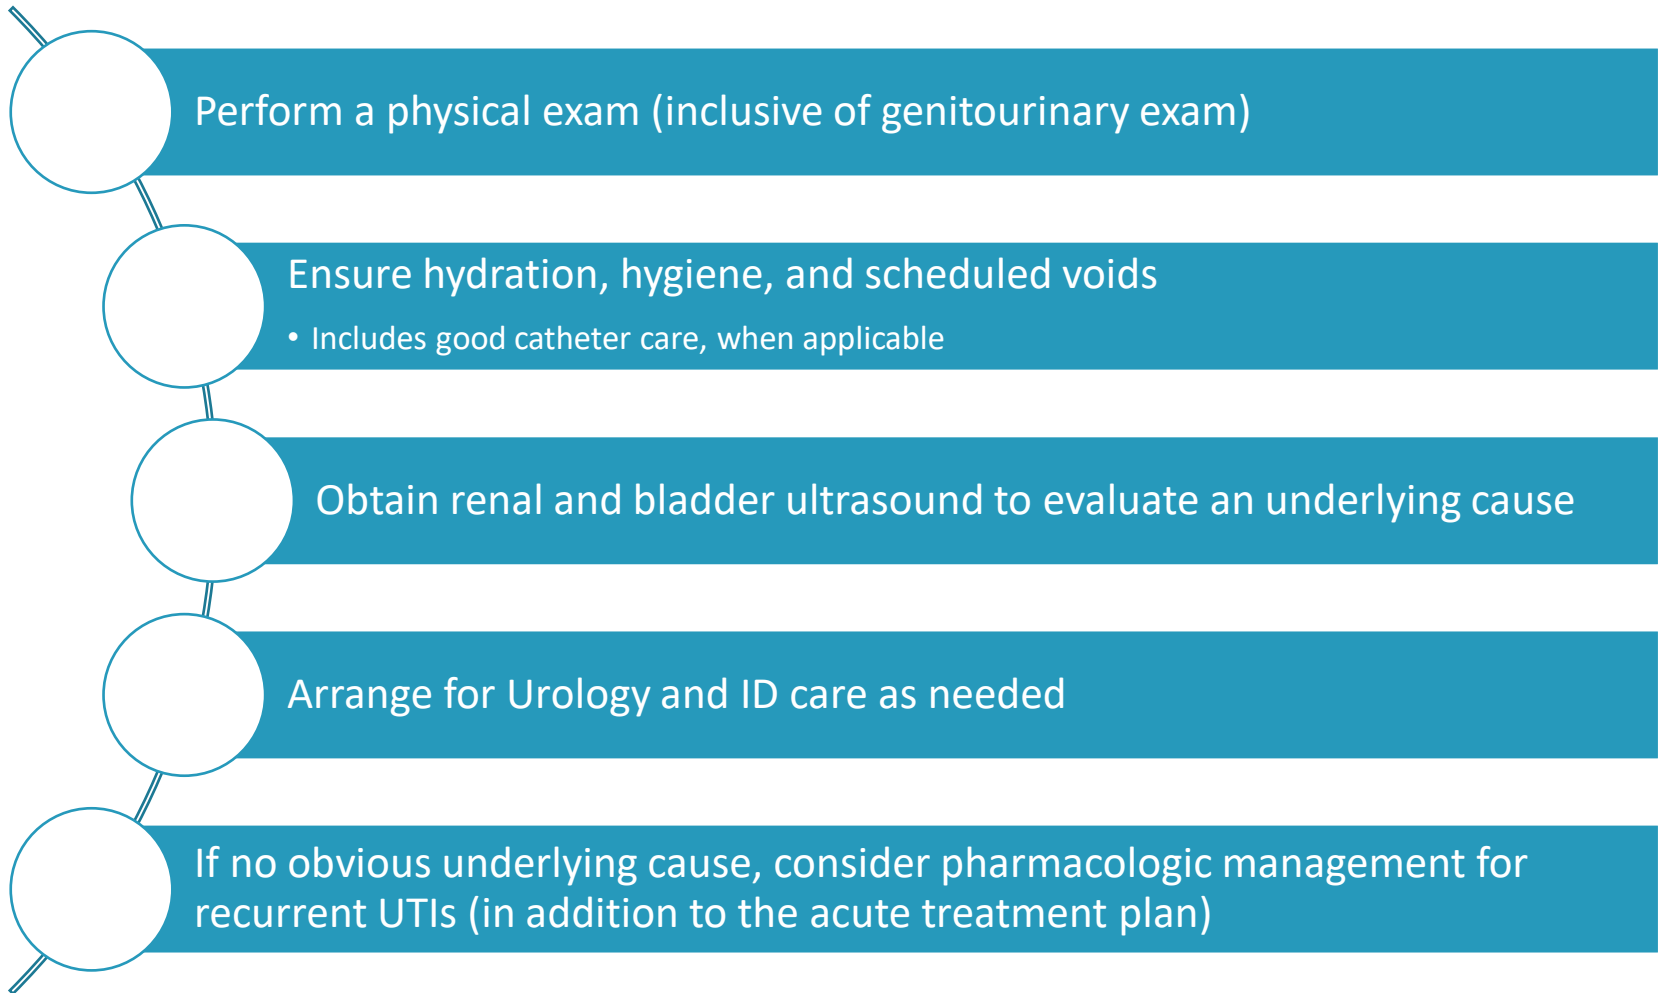 Perform a physical exam (inclusive of genitourinary exam)
Ensure hydration, hygiene, and scheduled voids
• Includes good catheter care, when applicable
Obtain renal and bladder ultrasound to evaluate an underlying cause
Arrange for Urology and ID care as needed
If no obvious underlying cause, consider pharmacologic management for
recurrent UTIs (in addition to the acute treatment plan)